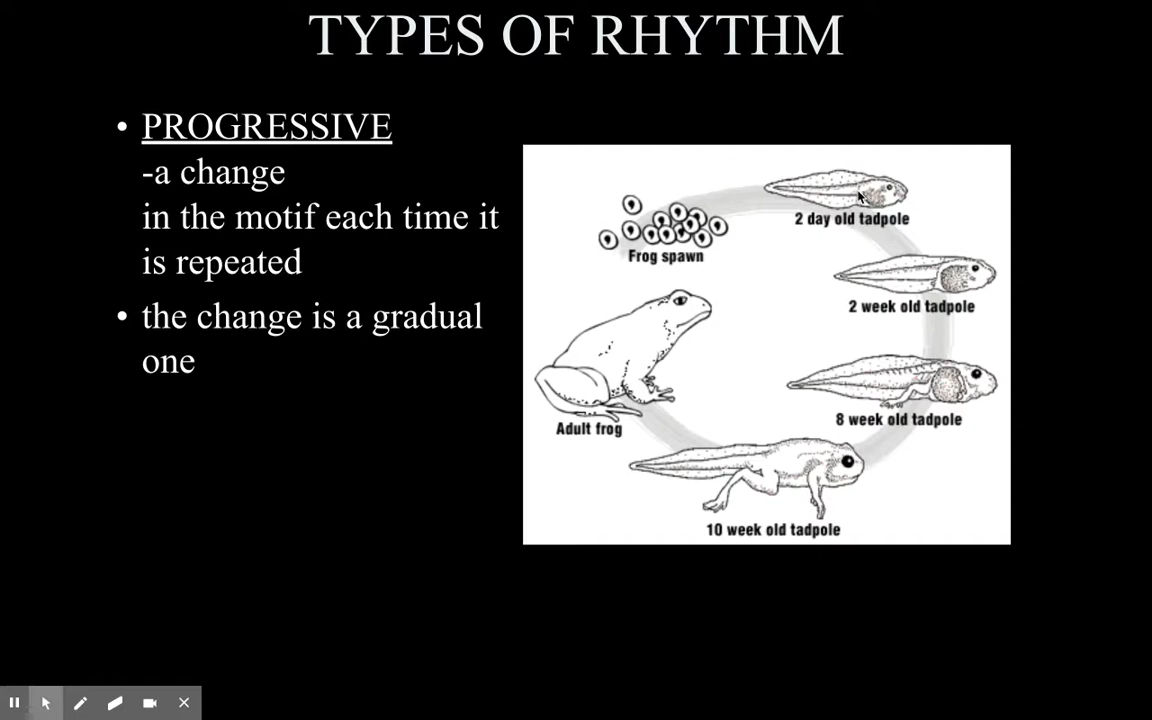 TYPES OF RHYTHM
• PROGRESSIVE
-a change
in the motif each time it
is repeated
• the change is a gradual
one
2 day old tadpole
Frog spawn
2 week old tadpole
8 week old tadpole
Adult frog
10 week old tadpole